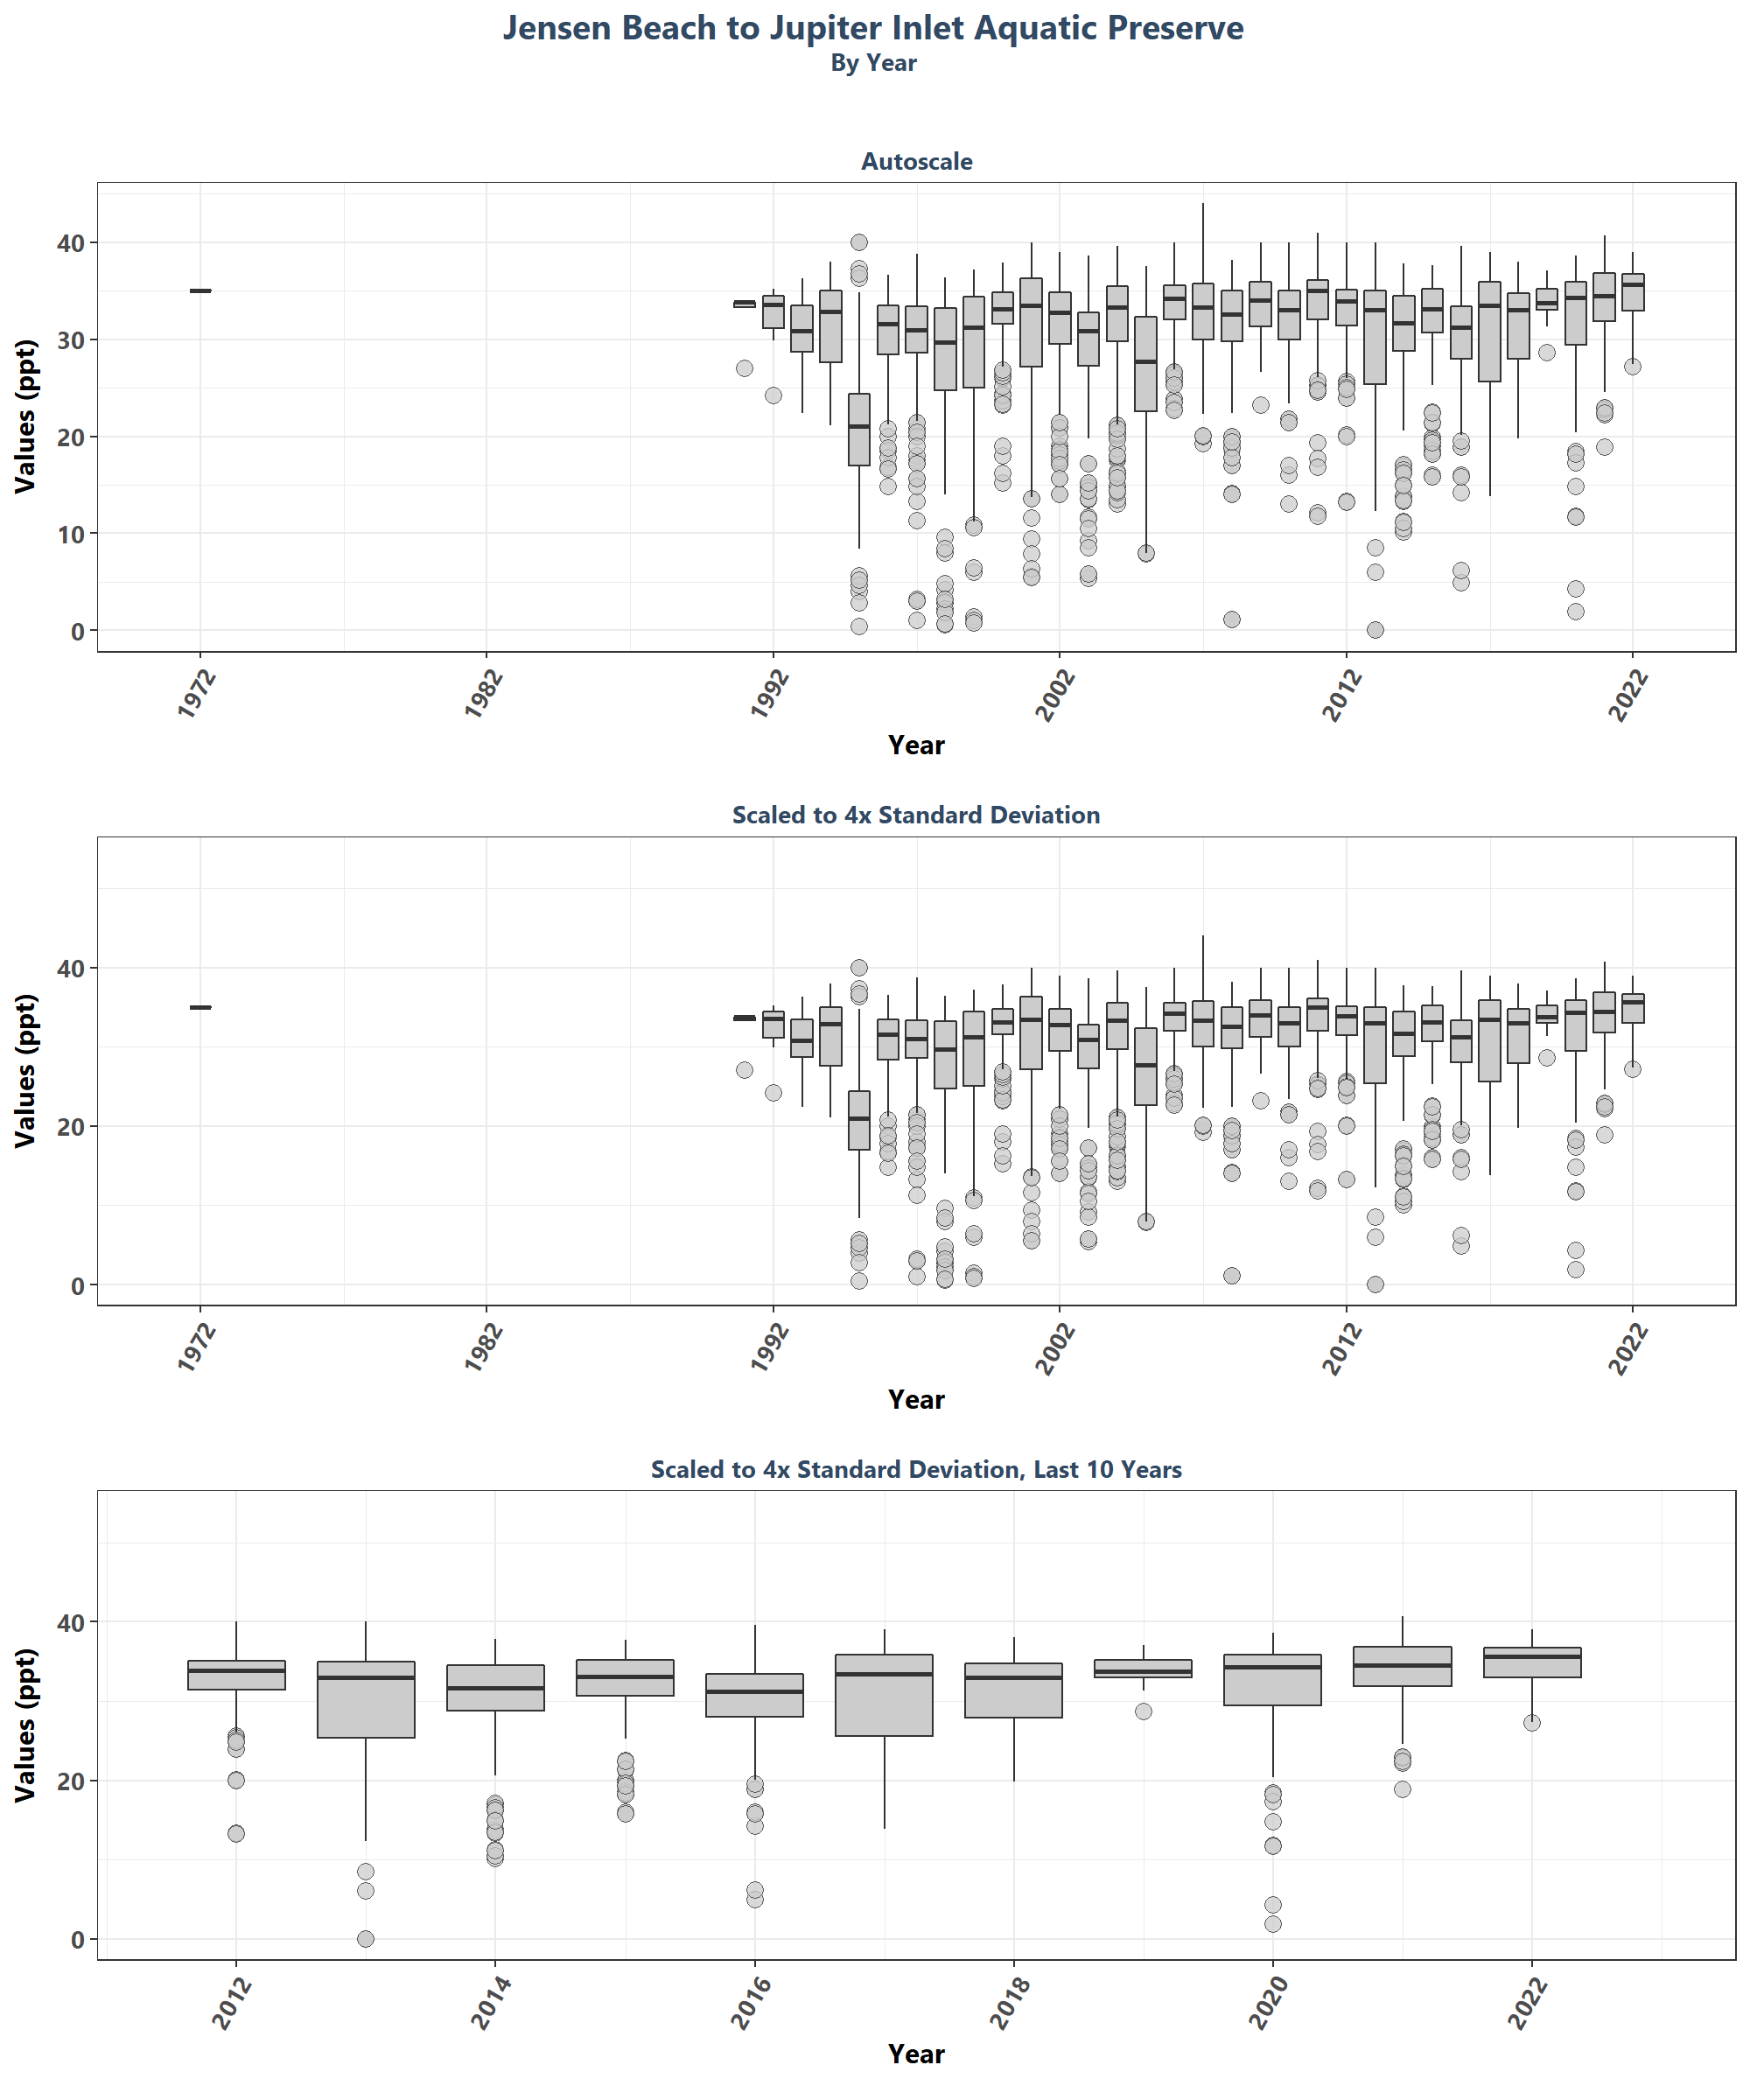 Jensen Beach to Jupiter Inlet Aquatic Preserve
By Year
Autoscale
Values (ppt)
40
30
20
10
0
1972
1982
1992
2002
2012
2022
Year
Scaled to 4x Standard Deviation
Values (ppt)
40
20
0
1972
1982
1992
2002
2012
2022
Year
Scaled to 4x Standard Deviation, Last 10 Years
Values (ppt)
40
20
0
2012
2014
2016
2018
2020
2022
Year